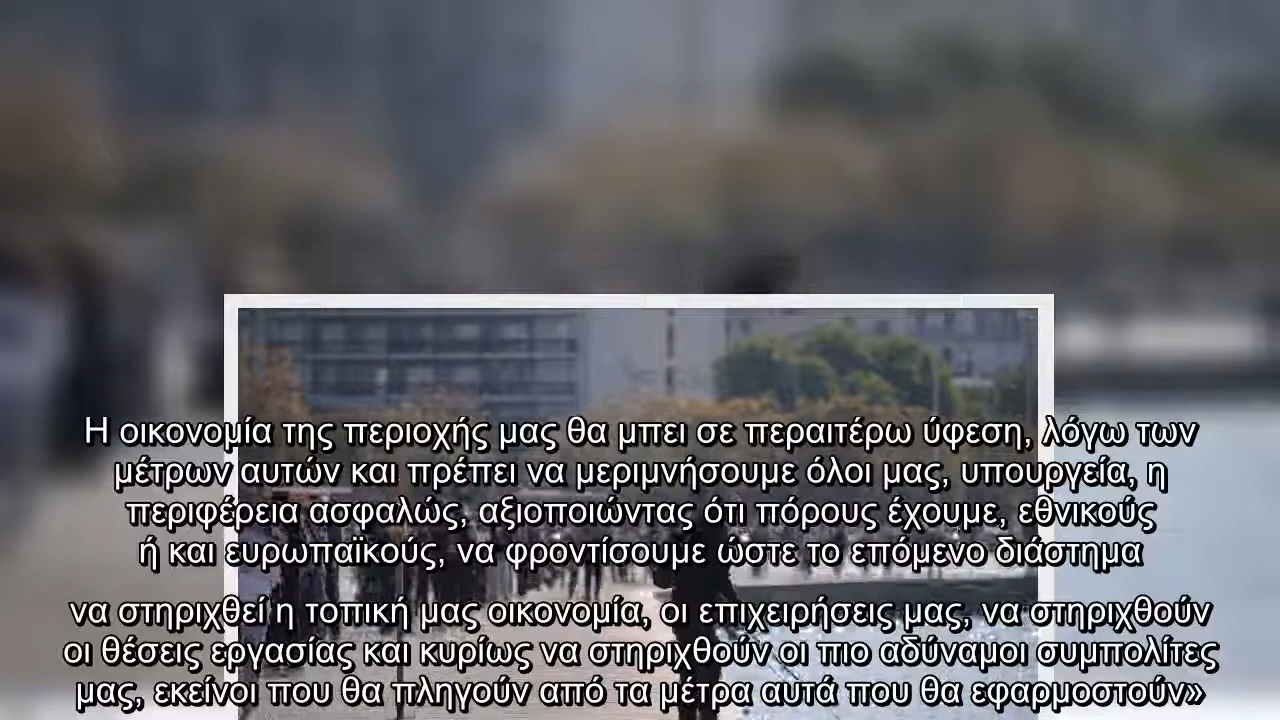 Η οικονομία της περιοχής μας θα μπει σε περαιτέρω ύφεση, λόγω των
μέτρων αυτών και πρέπει να μεριμνήσουμε όλοι μας, υπουργεία, η
περιφέρεια ασφαλώς, αξιοποιώντας ότι πόρους έχουμε, εθνικούς
ή και ευρωπαϊκούς, να φροντίσουμε ώστε το επόμενο διάστημα
να στηριχθεί η τοπική μας οικονομία, οι επιχειρήσεις μας, να στηριχθούν
οι θέσεις εργασίας και κυρίως να στηριχθούν οι πιο αδύναμοι συμπολίτες
μας, εκείνοι που θα πληγούν από τα μέτρα αυτά που θα εφαρμοστούν»